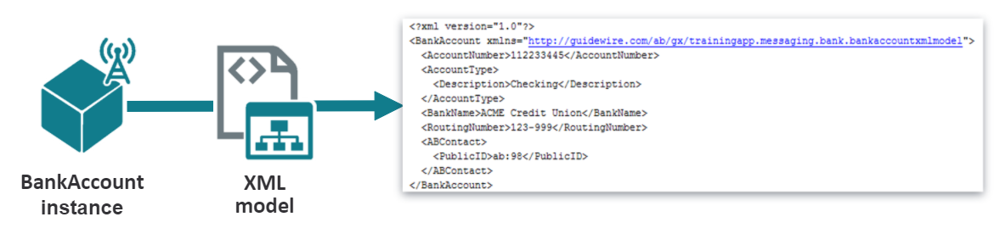 <?xml version="1.0"?>
<BankAccount xmlns="http://guidewire.com/ab/gx/trainingapp.messaging.bank.bankaccountxmlmodel">
<AccountNumber>112233445</AccountNumber>
<AccountType>
<Description>Checking</Description>
</AccountType>
<BankName>ACME Credit Union</BankName>
<RoutingNumber>123-999</RoutingNumber>
<ABContact>
<PublicID>ab:98</PublicID>
</ABContact>
</BankAccount>
BankAccount
instance
XML
model